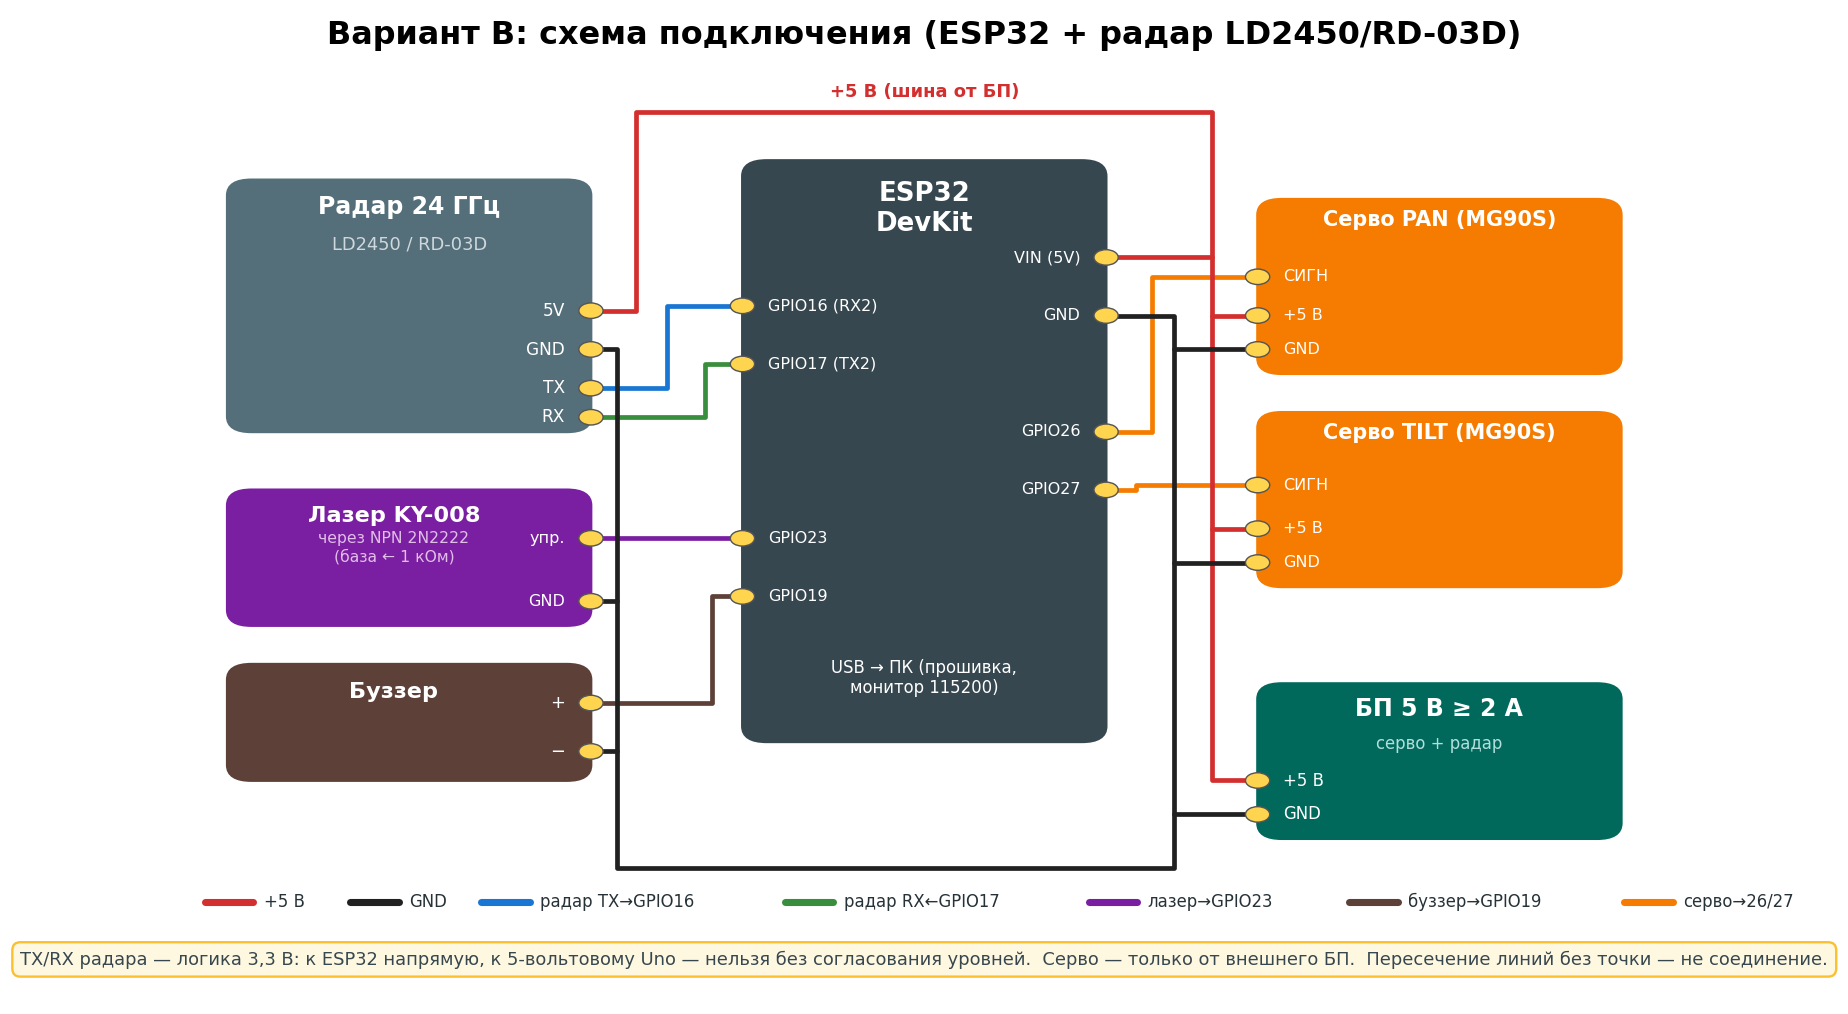 Вариант B: схема подключения (ESP32 + радар LD2450/RD-03D)
+5 В (шина от БП)
Радар 24 ГГц
LD2450 / RD-03D
5V
GND
TX
RX
Лазер KY-008
через NPN 2N2222
(база ← 1 кОм)
упр.
GND
Буззер
+
−
ESP32
DevKit
VIN (5V)
GPIO16 (RX2)
GND
GPIO17 (TX2)
GPIO26
GPIO27
GPIO23
GPIO19
USB → ПК (прошивка,
монитор 115200)
Серво PAN (MG90S)
СИГН
+5 В
GND
Серво TILT (MG90S)
СИГН
+5 В
GND
БП 5 В ≥ 2 А
серво + радар
+5 В
GND
+5 В
GND
радар TX→GPIO16
радар RX←GPIO17
лазер→GPIO23
буззер→GPIO19
серво→26/27
TX/RX радара — логика 3,3 В: к ESP32 напрямую, к 5-вольтовому Uno — нельзя без согласования уровней. Серво — только от внешнего БП. Пересечение линий без точки — не соединение.